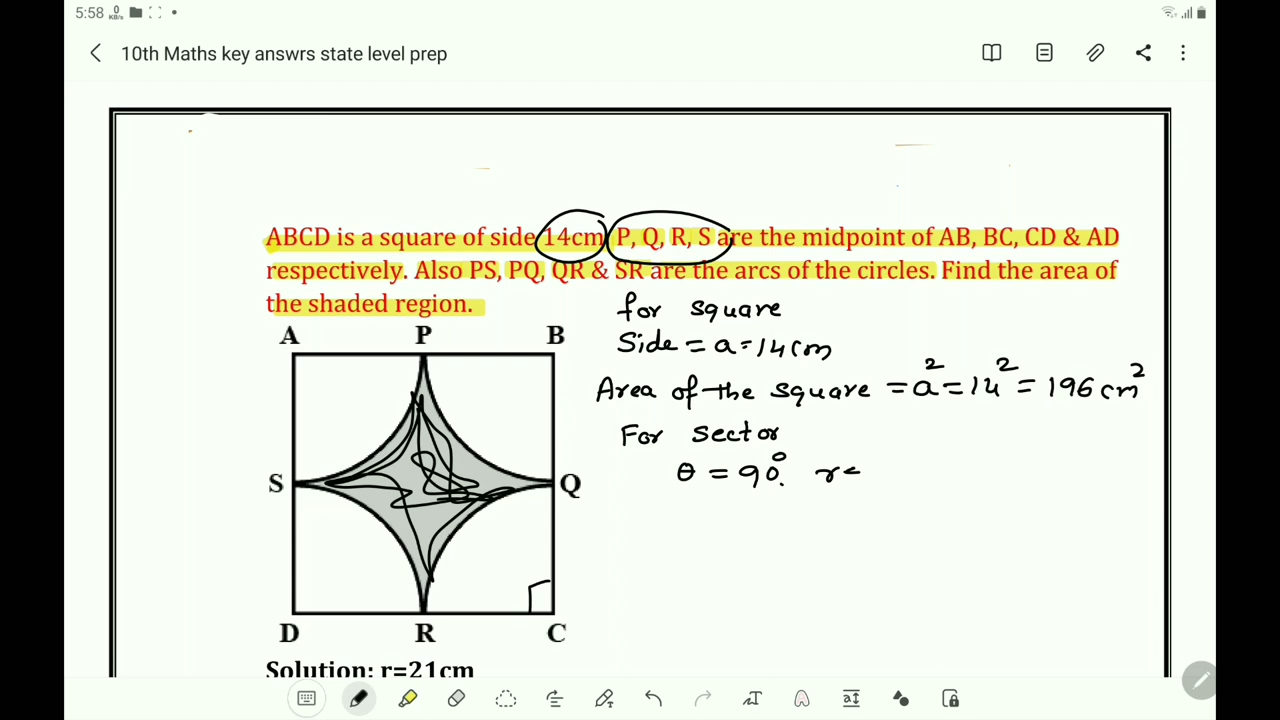 5:58 0 KB/s
10th Maths key answrs state level prep
ABCD is a square of side 14cm P, Q, R, S are the midpoint of AB, BC, CD & AD
respectively. Also PS, PQ, QR & SR are the arcs of the circles. Find the area of
the shaded region.
for square
Side = a = 14cm
Area of the square = a² = 14² = 196 cm²
For Sector
θ = 90°. r=
A P B
S Q
D R C
Solution: r=21cm